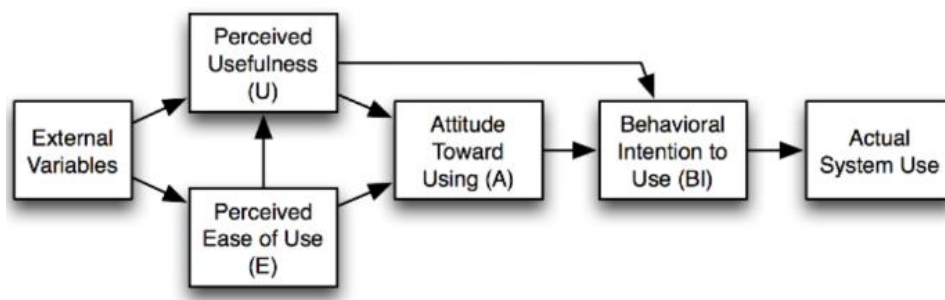 Perceived
Usefulness
(U)
External
Variables
Perceived
Ease of Use
(E)
Attitude
Toward
Using (A)
Behavioral
Intention to
Use (BI)
Actual
System Use